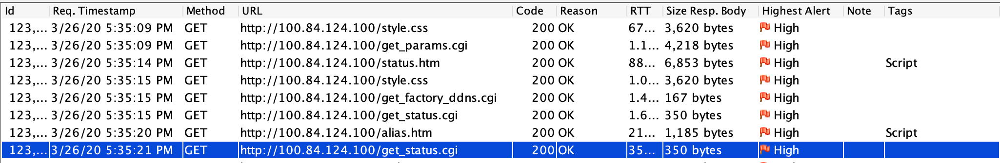 Id Req. Timestamp Method URL Code Reason RTT Size Resp. Body Highest Alert Note Tags
123,... 3/26/20 5:35:09 PM GET http://100.84.124.100/style.css 200 OK 67... 3,620 bytes High
123,... 3/26/20 5:35:09 PM GET http://100.84.124.100/get_params.cgi 200 OK 1.1... 4,218 bytes High
123,... 3/26/20 5:35:14 PM GET http://100.84.124.100/status.htm 200 OK 88... 6,853 bytes High Script
123,... 3/26/20 5:35:15 PM GET http://100.84.124.100/style.css 200 OK 1.0... 3,620 bytes High
123,... 3/26/20 5:35:15 PM GET http://100.84.124.100/get_factory_ddns.cgi 200 OK 1.4... 167 bytes High
123,... 3/26/20 5:35:15 PM GET http://100.84.124.100/get_status.cgi 200 OK 1.6... 350 bytes High
123,... 3/26/20 5:35:20 PM GET http://100.84.124.100/alias.htm 200 OK 21... 1,185 bytes High Script
123,... 3/26/20 5:35:21 PM GET http://100.84.124.100/get_status.cgi 200 OK 35... 350 bytes High